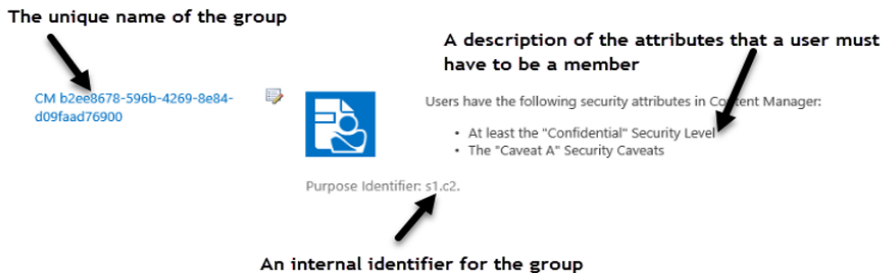 The unique name of the group
A description of the attributes that a user must
have to be a member
CM b2ee8678-596b-4269-8e84-
d09faad76900
Users have the following security attributes in Content Manager:
• At least the "Confidential" Security Level
• The "Caveat A" Security Caveats
Purpose Identifier: s1.c2.
An internal identifier for the group